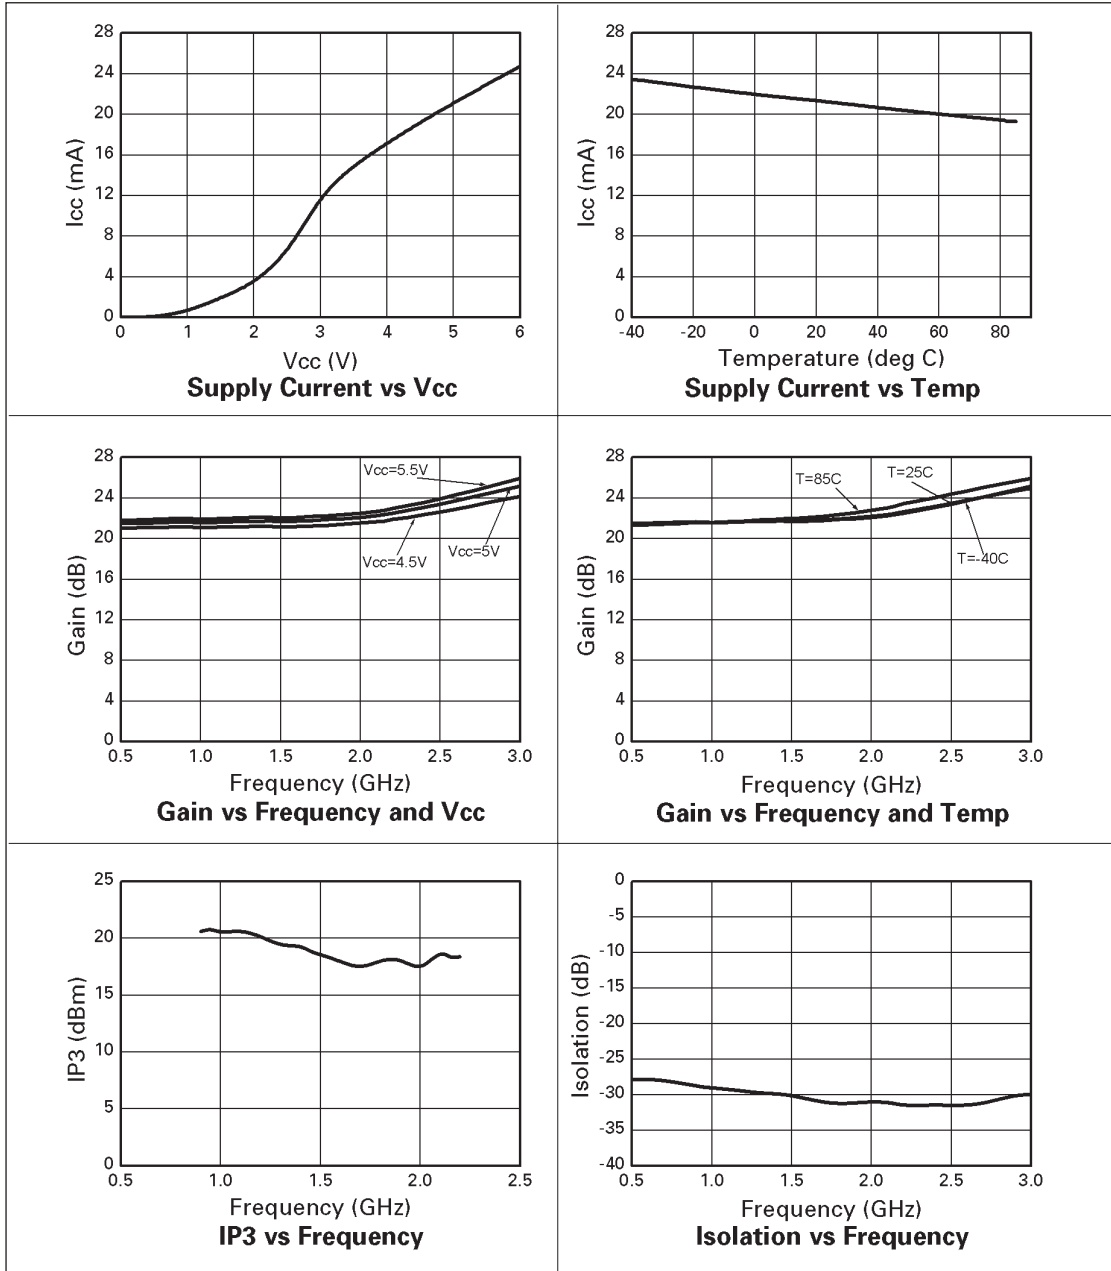 28
24
20
16
12
8
4
0
Icc (mA)
0 1 2 3 4 5 6
Vcc (V)
Supply Current vs Vcc
28
24
20
16
12
8
4
0
Icc (mA)
-40 -20 0 20 40 60 80
Temperature (deg C)
Supply Current vs Temp
28
24
20
16
12
8
4
0
Gain (dB)
Vcc=5.5V
Vcc=5V
Vcc=4.5V
0.5 1.0 1.5 2.0 2.5 3.0
Frequency (GHz)
Gain vs Frequency and Vcc
28
24
20
16
12
8
4
0
Gain (dB)
T=85C
T=25C
T=-40C
0.5 1.0 1.5 2.0 2.5 3.0
Frequency (GHz)
Gain vs Frequency and Temp
25
20
15
10
5
0
IP3 (dBm)
0.5 1.0 1.5 2.0 2.5
Frequency (GHz)
IP3 vs Frequency
0
-5
-10
-15
-20
-25
-30
-35
-40
Isolation (dB)
0.5 1.0 1.5 2.0 2.5 3.0
Frequency (GHz)
Isolation vs Frequency